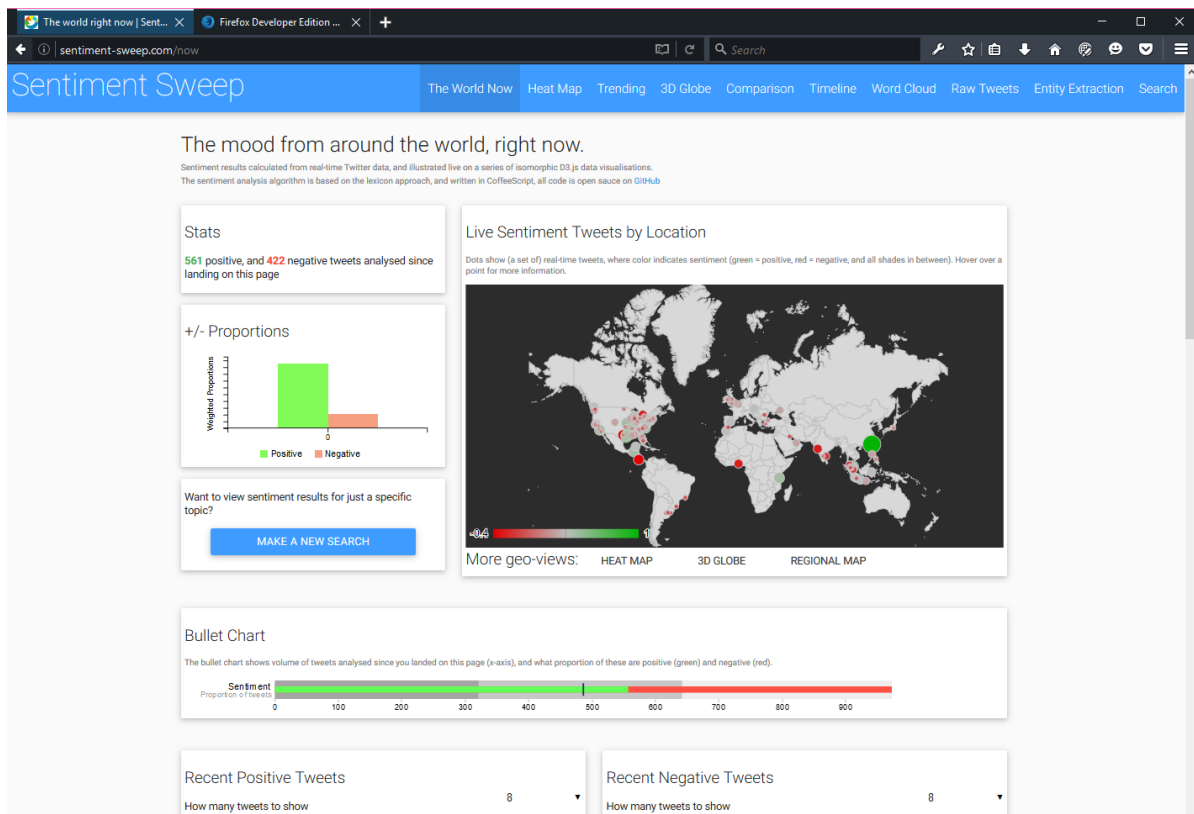 The world right now | Sent...
Firefox Developer Edition ...
sentiment-sweep.com/now
Search
Sentiment Sweep
The World Now
Heat Map
Trending
3D Globe
Comparison
Timeline
Word Cloud
Raw Tweets
Entity Extraction
Search
The mood from around the world, right now.
Sentiment results calculated from real-time Twitter data, and illustrated live on a series of isomorphic D3.js data visualisations.
The sentiment analysis algorithm is based on the lexicon approach, and written in CoffeeScript, all code is open sauce on GitHub
Stats
561 positive, and 422 negative tweets analysed since
landing on this page
+/- Proportions
Weighted Proportions
0
Positive
Negative
Want to view sentiment results for just a specific
topic?
MAKE A NEW SEARCH
Live Sentiment Tweets by Location
Dots show (a set of) real-time tweets, where color indicates sentiment (green = positive, red = negative, and all shades in between). Hover over a
point for more information.
-0.4
1
More geo-views:
HEAT MAP
3D GLOBE
REGIONAL MAP
Bullet Chart
The bullet chart shows volume of tweets analysed since you landed on this page (x-axis), and what proportion of these are positive (green) and negative (red).
Sentiment
Proportion of tweets
0 100 200 300 400 500 600 700 800 900
Recent Positive Tweets
How many tweets to show
8
Recent Negative Tweets
How many tweets to show
8